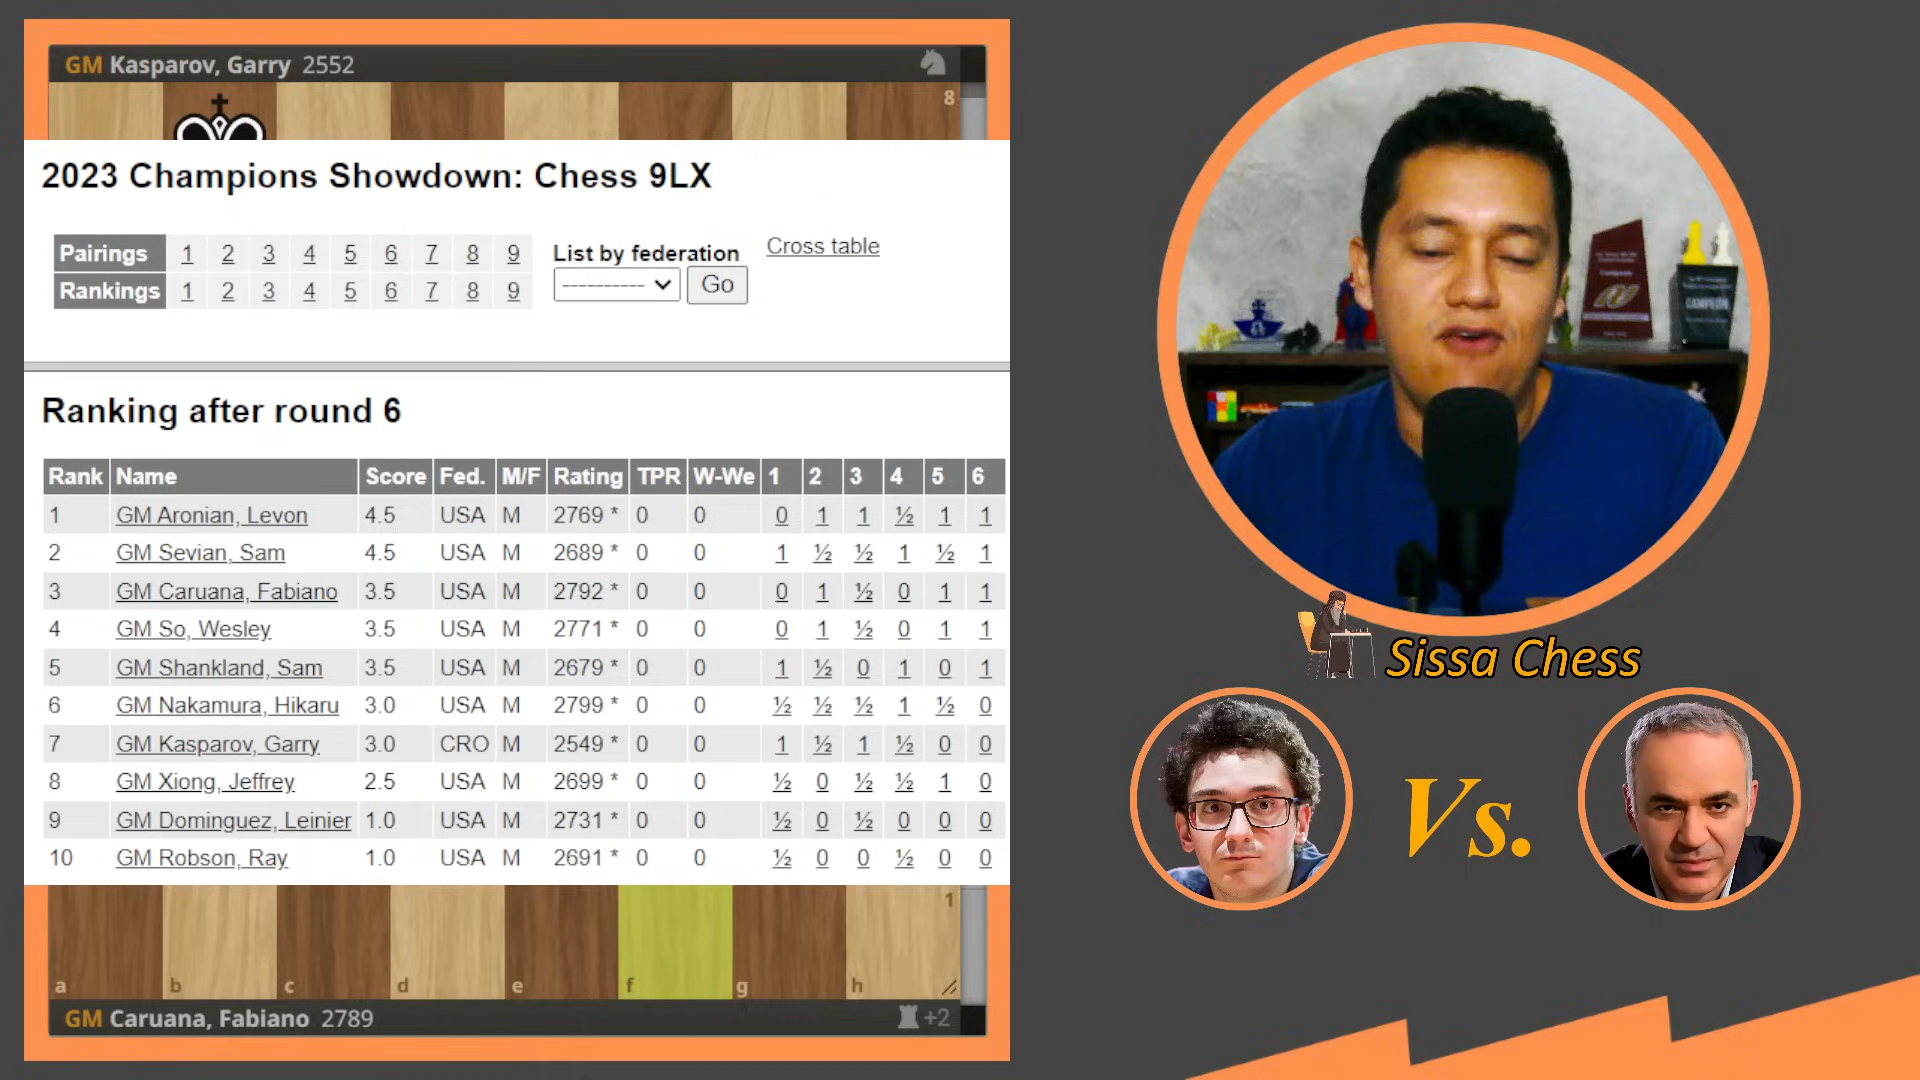 GM Kasparov, Garry 2552
8
2023 Champions Showdown: Chess 9LX
Pairings 1 2 3 4 5 6 7 8 9
Rankings 1 2 3 4 5 6 7 8 9
List by federation
---------- Go
Cross table
Ranking after round 6
Rank Name Score Fed. M/F Rating TPR W-We 1 2 3 4 5 6
1 GM Aronian, Levon 4.5 USA M 2769 * 0 0 0 1 1 ½ 1 1
2 GM Sevian, Sam 4.5 USA M 2689 * 0 0 1 ½ ½ 1 ½ 1
3 GM Caruana, Fabiano 3.5 USA M 2792 * 0 0 0 1 ½ 0 1 1
4 GM So, Wesley 3.5 USA M 2771 * 0 0 0 1 ½ 0 1 1
5 GM Shankland, Sam 3.5 USA M 2679 * 0 0 1 ½ 0 1 0 1
6 GM Nakamura, Hikaru 3.0 USA M 2799 * 0 0 ½ ½ ½ 1 ½ 0
7 GM Kasparov, Garry 3.0 CRO M 2549 * 0 0 1 ½ 1 ½ 0 0
8 GM Xiong, Jeffrey 2.5 USA M 2699 * 0 0 ½ 0 ½ ½ 1 0
9 GM Dominguez, Leinier 1.0 USA M 2731 * 0 0 ½ 0 ½ 0 0 0
10 GM Robson, Ray 1.0 USA M 2691 * 0 0 ½ 0 0 ½ 0 0
1
a b c d e f g h
GM Caruana, Fabiano 2789 +2
CAMPEÓN
Sissa Chess
Vs.